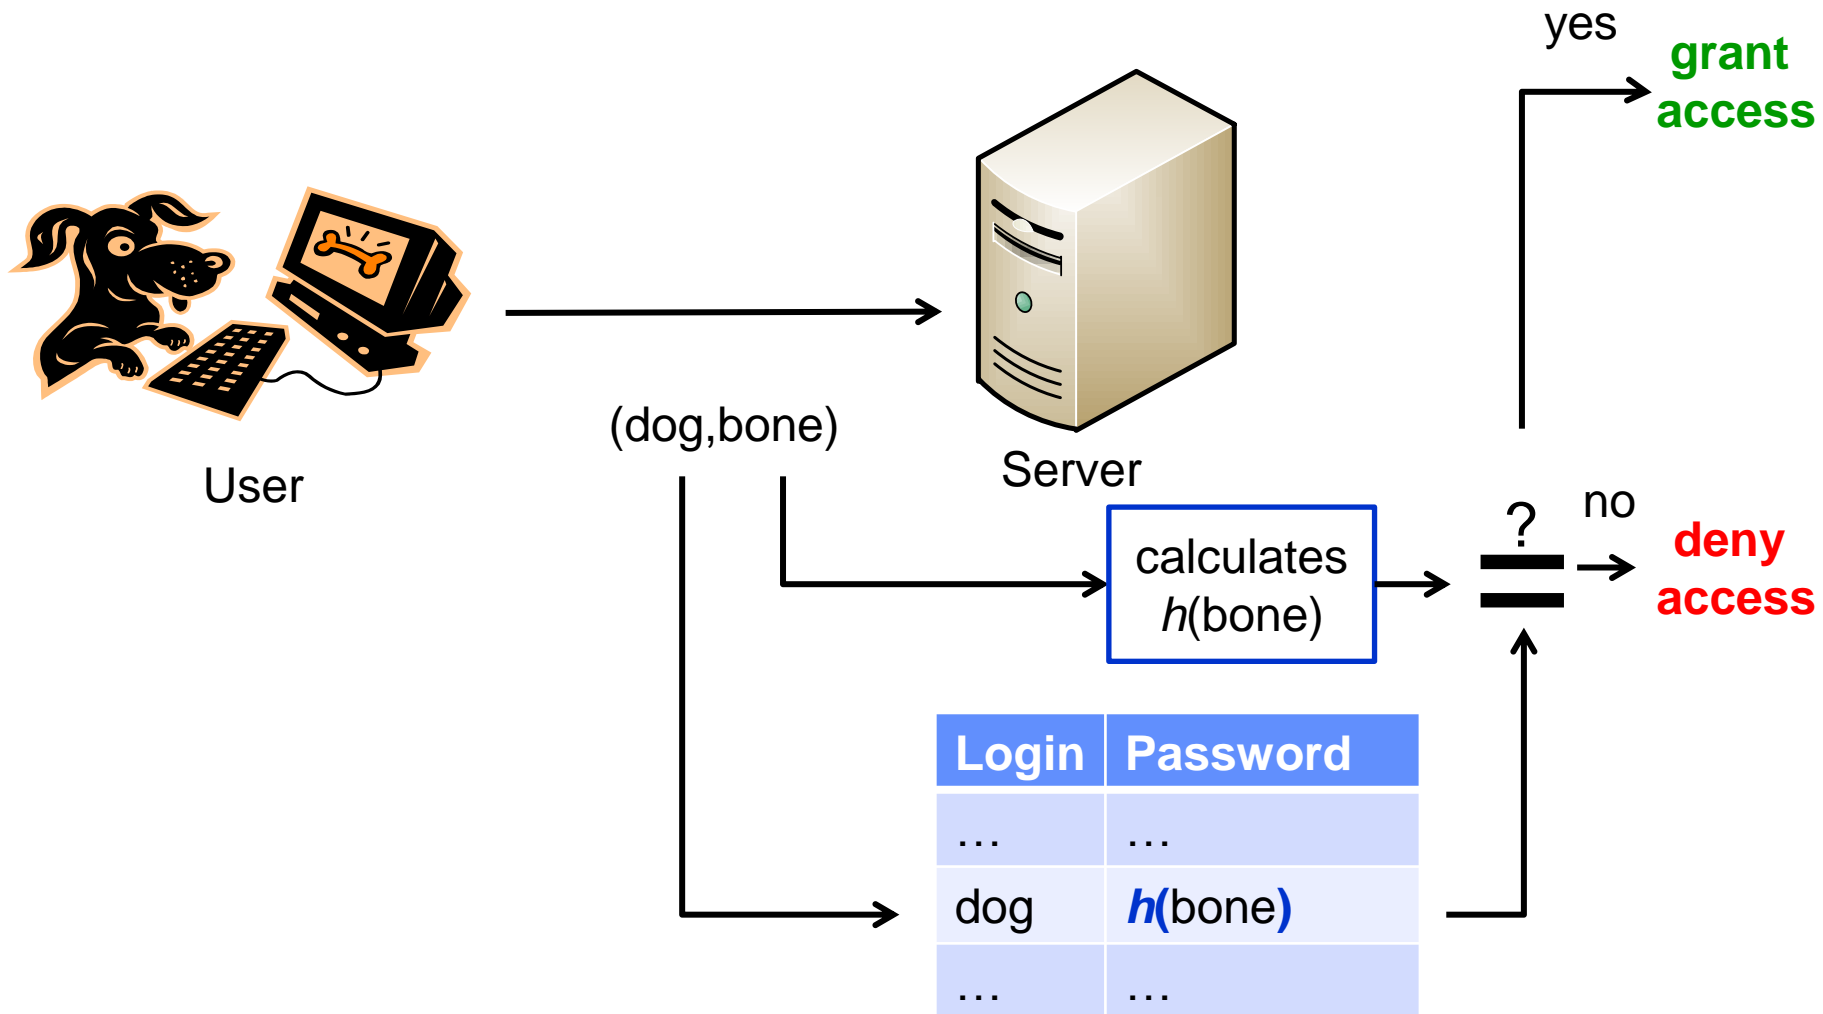 yes
grant
access
(dog,bone)
User
Server
calculates
h(bone)
?
no
deny
access
Login Password
… …
dog h(bone)
… …